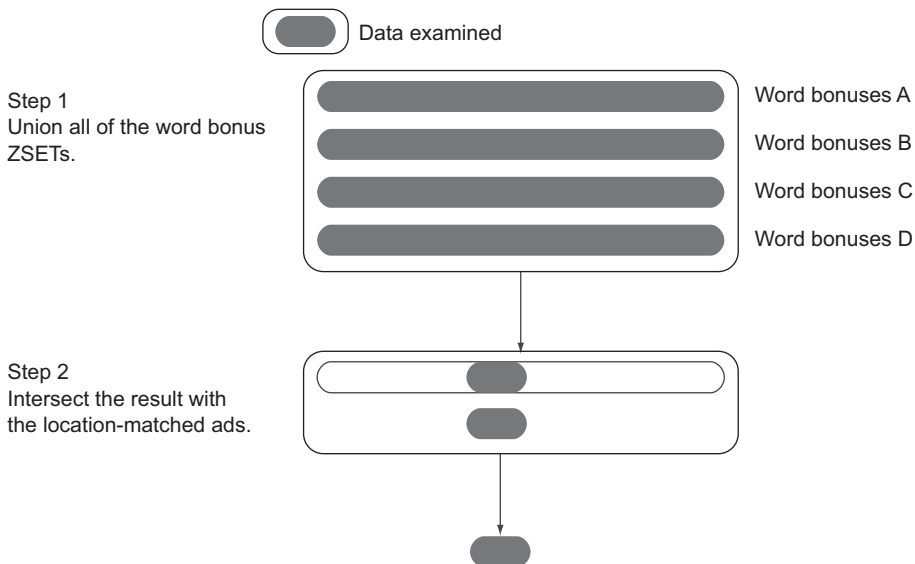 Data examined
Step 1
Union all of the word bonus
ZSETs.
Word bonuses A
Word bonuses B
Word bonuses C
Word bonuses D
Step 2
Intersect the result with
the location-matched ads.